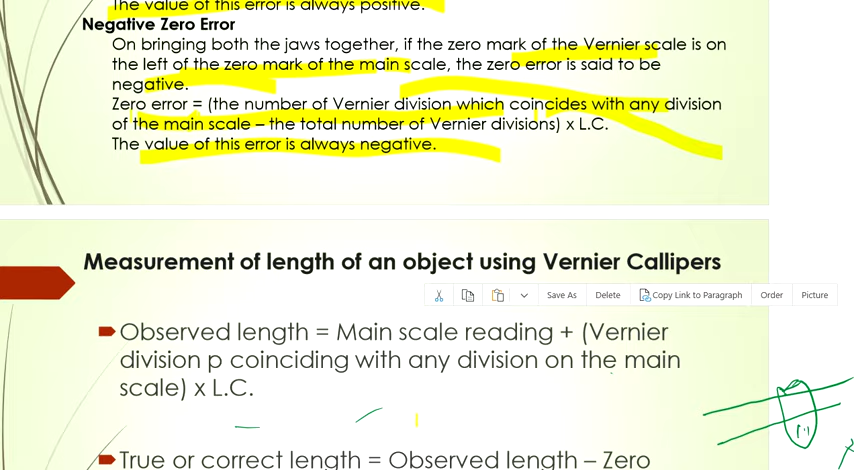 The value of this error is always positive.
Negative Zero Error
On bringing both the jaws together, if the zero mark of the Vernier scale is on
the left of the zero mark of the main scale, the zero error is said to be
negative.
Zero error = (the number of Vernier division which coincides with any division
of the main scale – the total number of Vernier divisions) x L.C.
The value of this error is always negative.
Measurement of length of an object using Vernier Callipers
Save As Delete Copy Link to Paragraph Order Picture
Observed length = Main scale reading + (Vernier
division p coinciding with any division on the main
scale) x L.C.
True or correct length = Observed length – Zero